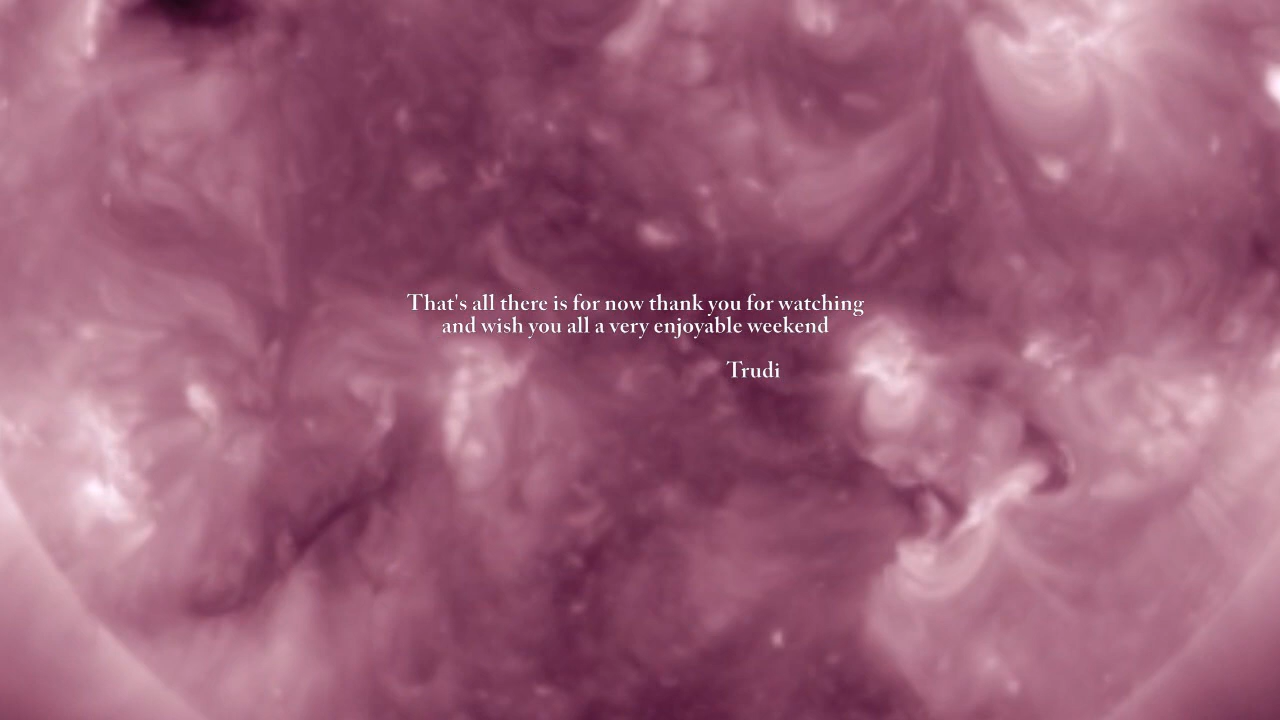 That's all there is for now thank you for watching
and wish you all a very enjoyable weekend
Trudi